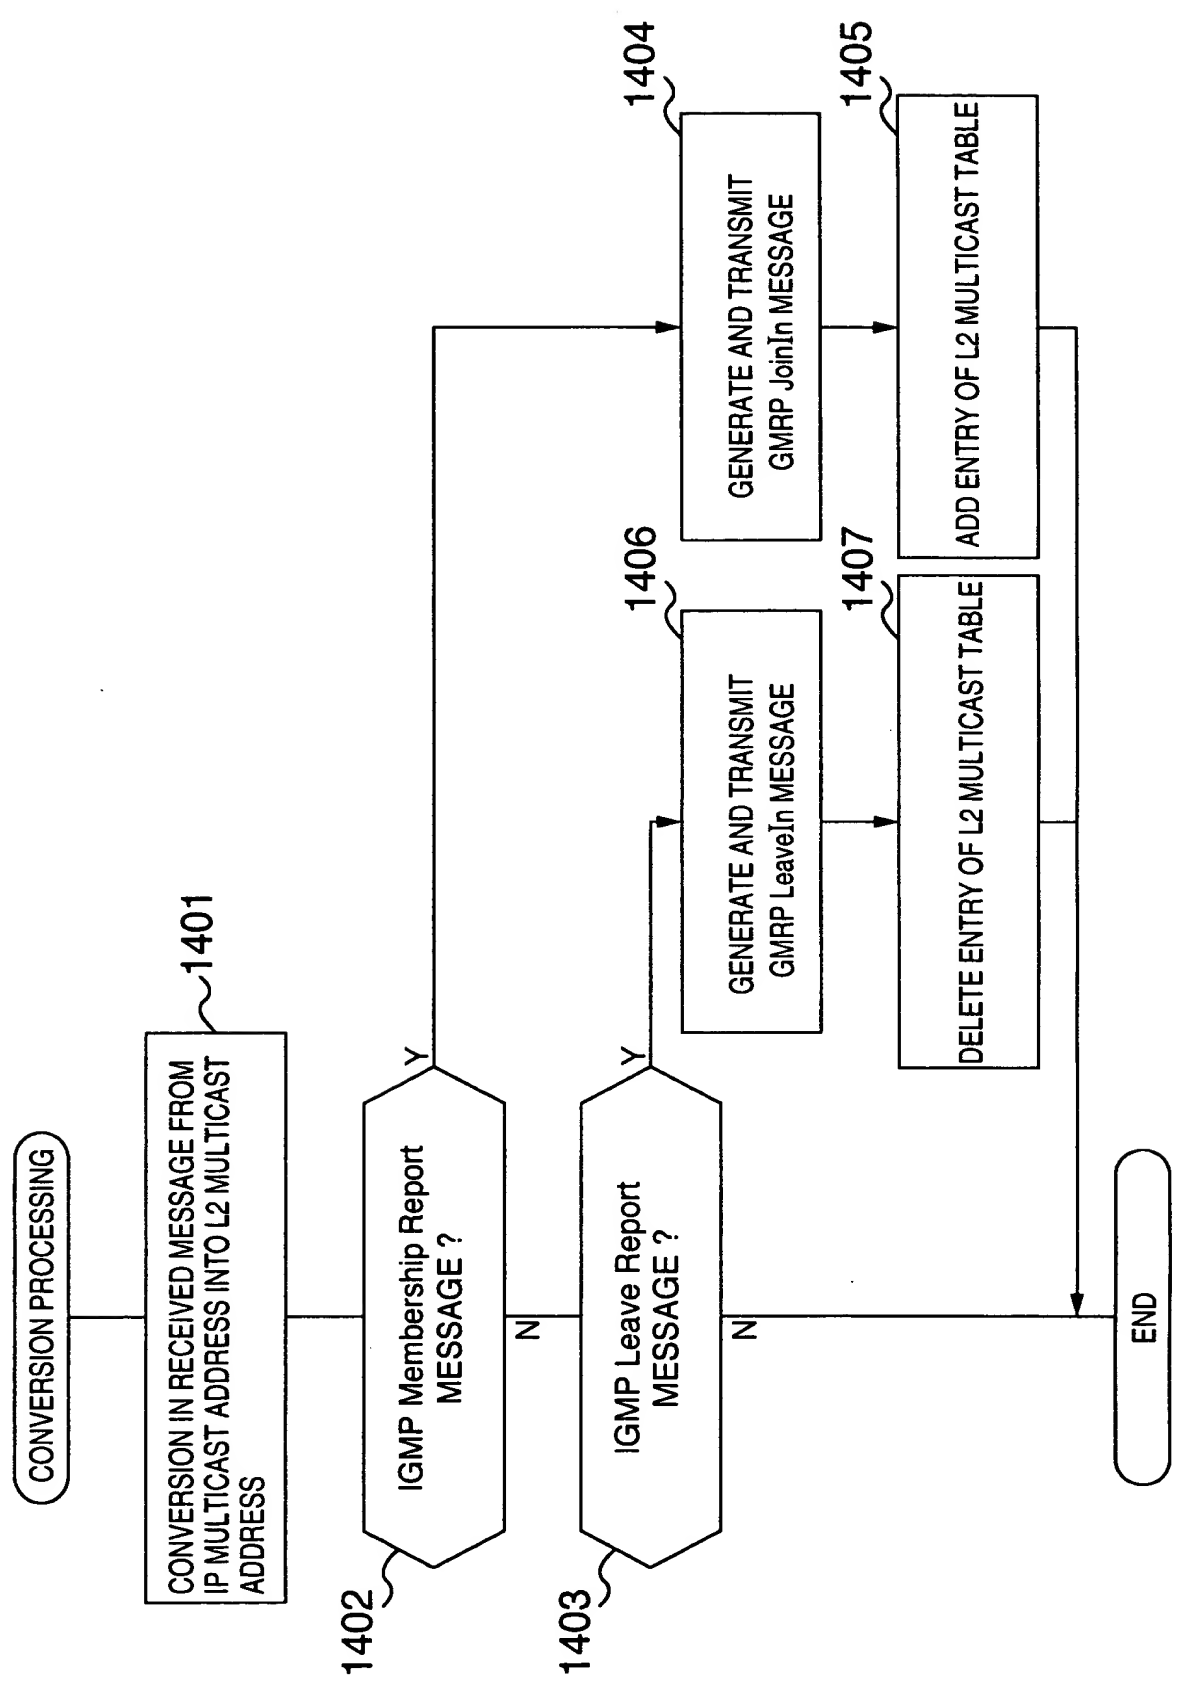 CONVERSION PROCESSING
1401
CONVERSION IN RECEIVED MESSAGE FROM
IP MULTICAST ADDRESS INTO L2 MULTICAST
ADDRESS
1402
IGMP Membership Report
MESSAGE ?
Y
N
1403
IGMP Leave Report
MESSAGE ?
Y
N
1406
GENERATE AND TRANSMIT
GMRP LeaveIn MESSAGE
1404
GENERATE AND TRANSMIT
GMRP JoinIn MESSAGE
1407
DELETE ENTRY OF L2 MULTICAST TABLE
1405
ADD ENTRY OF L2 MULTICAST TABLE
END